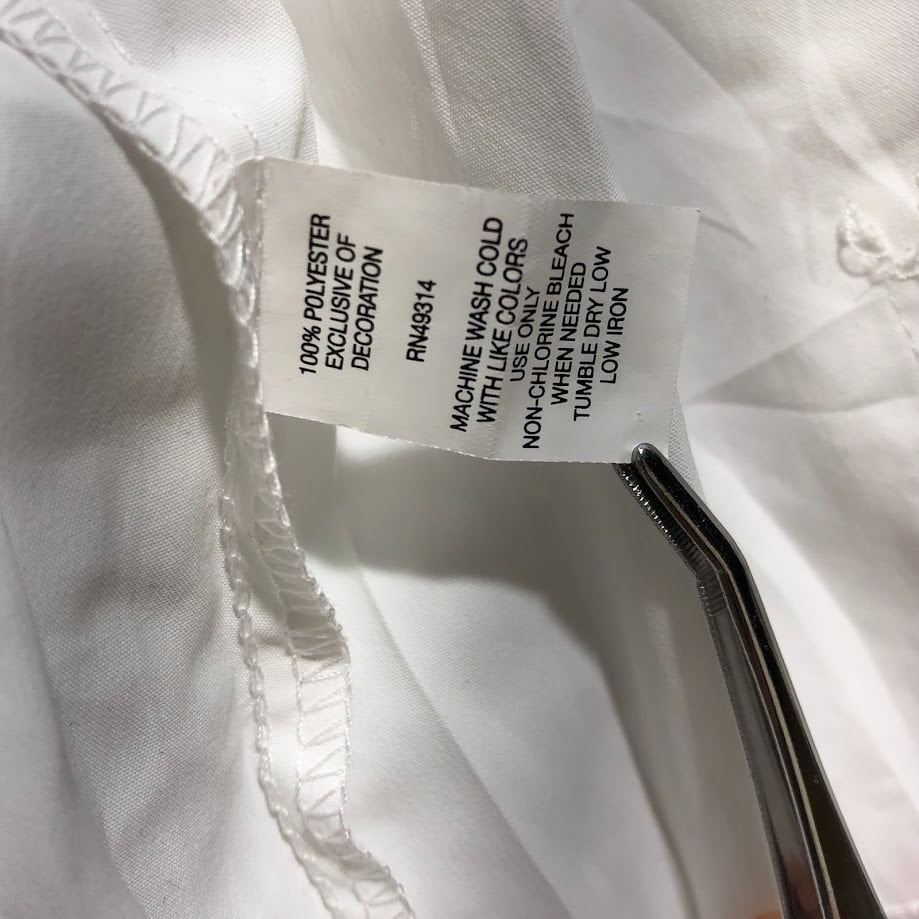 100% POLYESTER
EXCLUSIVE OF
DECORATION
RN49314
MACHINE WASH COLD
WITH LIKE COLORS
USE ONLY
NON-CHLORINE BLEACH
WHEN NEEDED
TUMBLE DRY LOW
LOW IRON